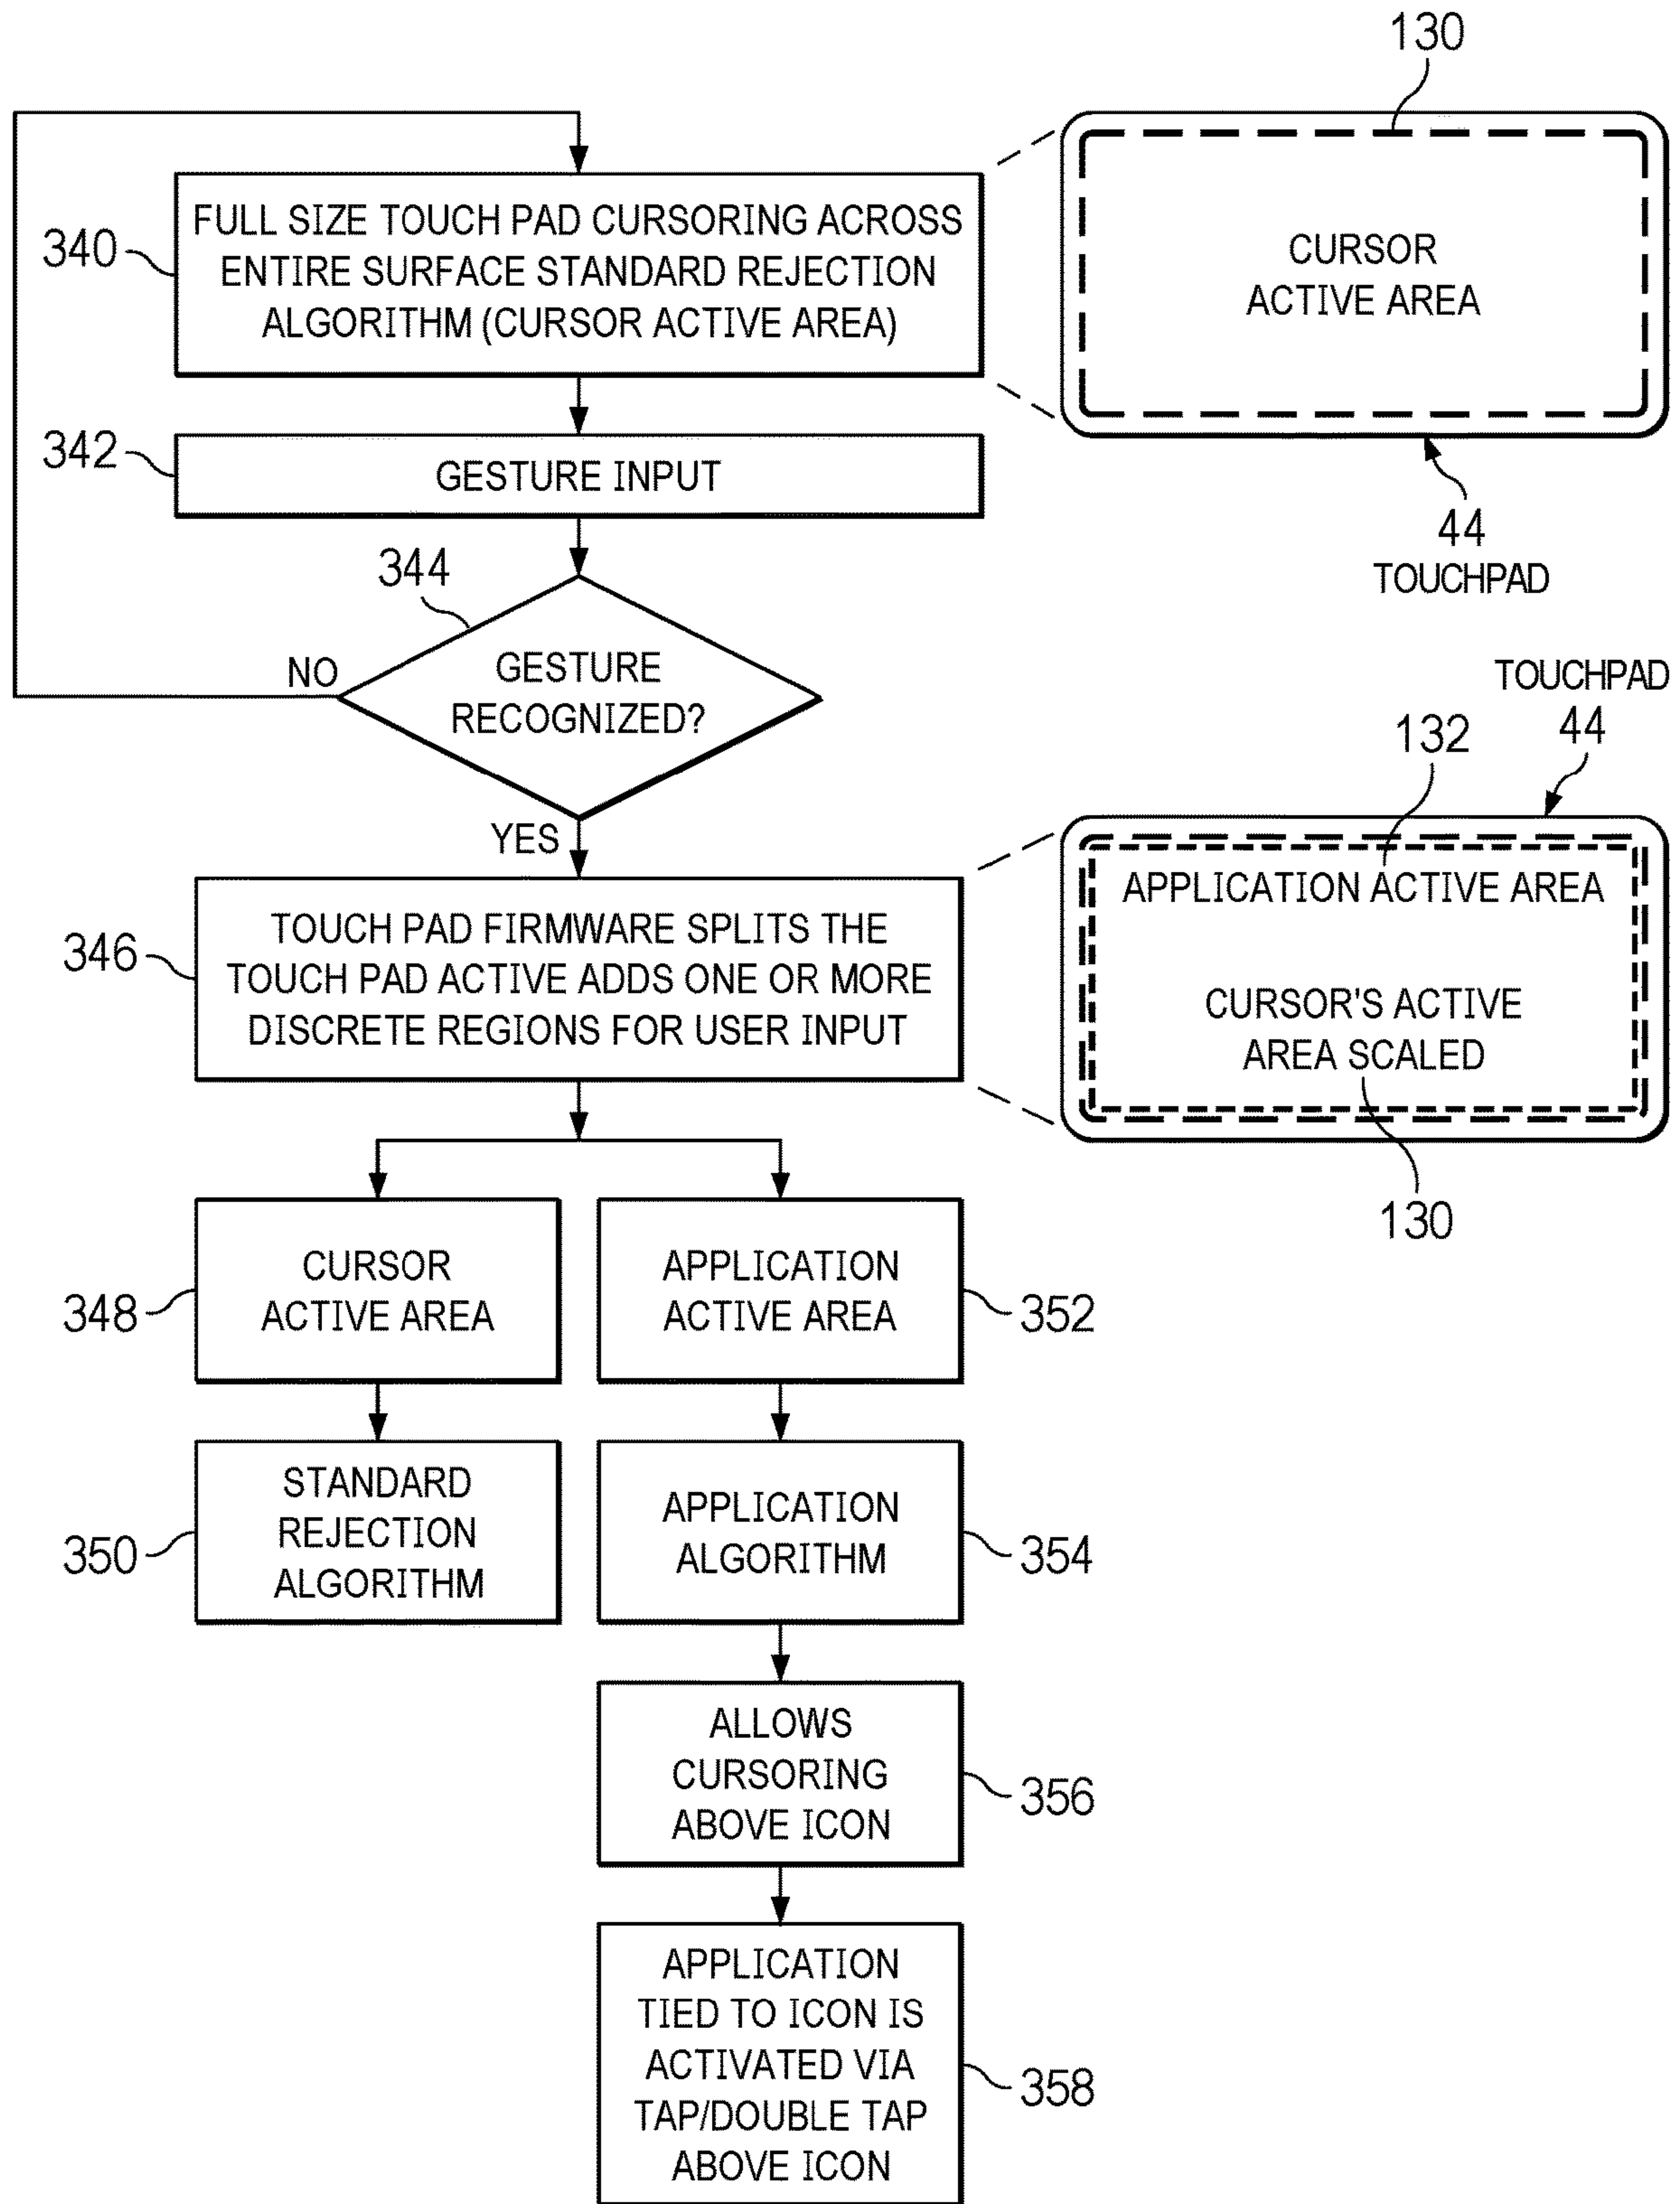 130
340
FULL SIZE TOUCH PAD CURSORING ACROSS
ENTIRE SURFACE STANDARD REJECTION
ALGORITHM (CURSOR ACTIVE AREA)
CURSOR
ACTIVE AREA
342
GESTURE INPUT
44
TOUCHPAD
344
NO
GESTURE
RECOGNIZED?
YES
TOUCHPAD
44
132
APPLICATION ACTIVE AREA
CURSOR'S ACTIVE
AREA SCALED
130
346
TOUCH PAD FIRMWARE SPLITS THE
TOUCH PAD ACTIVE ADDS ONE OR MORE
DISCRETE REGIONS FOR USER INPUT
348
CURSOR
ACTIVE AREA
APPLICATION
ACTIVE AREA
352
350
STANDARD
REJECTION
ALGORITHM
APPLICATION
ALGORITHM
354
ALLOWS
CURSORING
ABOVE ICON
356
APPLICATION
TIED TO ICON IS
ACTIVATED VIA
TAP/DOUBLE TAP
ABOVE ICON
358